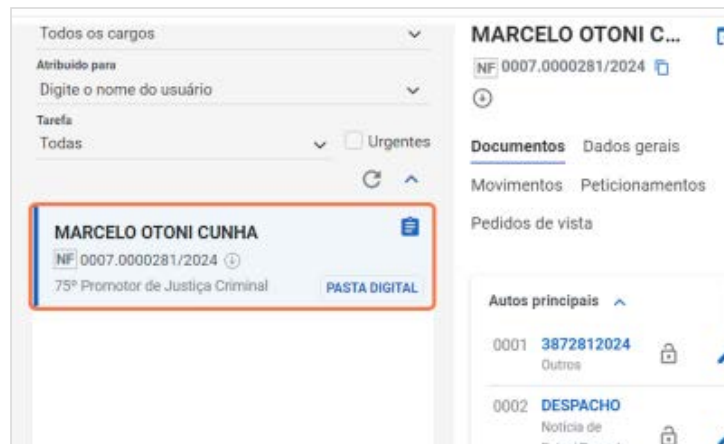 Todos os cargos
Atribuído para
Digite o nome do usuário
Tarefa
Todas
Urgentes
MARCELO OTONI CUNHA
NF 0007.0000281/2024
75º Promotor de Justiça Criminal
PASTA DIGITAL
MARCELO OTONI C...
NF 0007.0000281/2024
Documentos Dados gerais
Movimentos Peticionamentos
Pedidos de vista
Autos principais
0001 3872812024
Outros
0002 DESPACHO
Notícia de